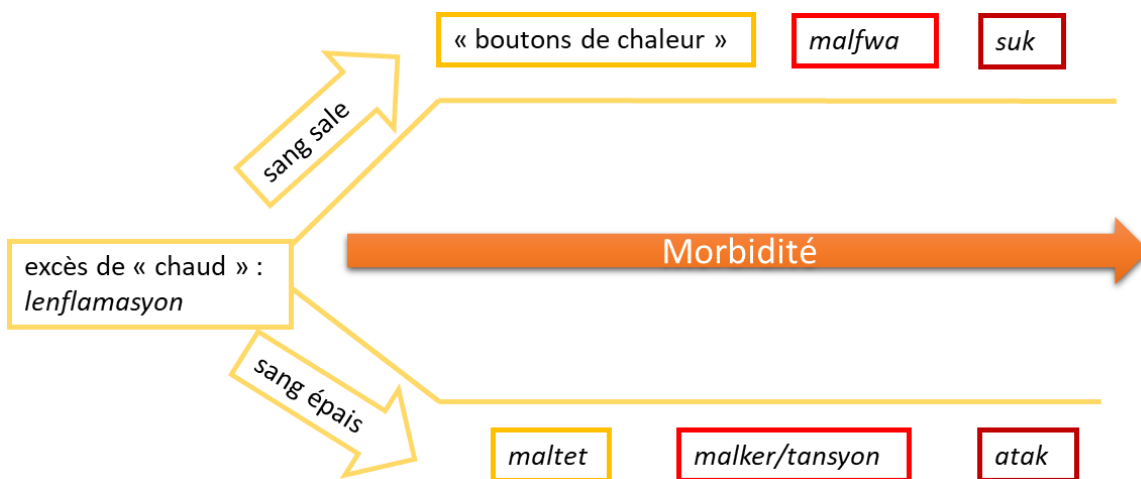 « boutons de chaleur »
malfwa
suk
sang sale
Morbidité
excès de « chaud » :
lenflamasyon
sang épais
maltet
malker/tansyon
atak